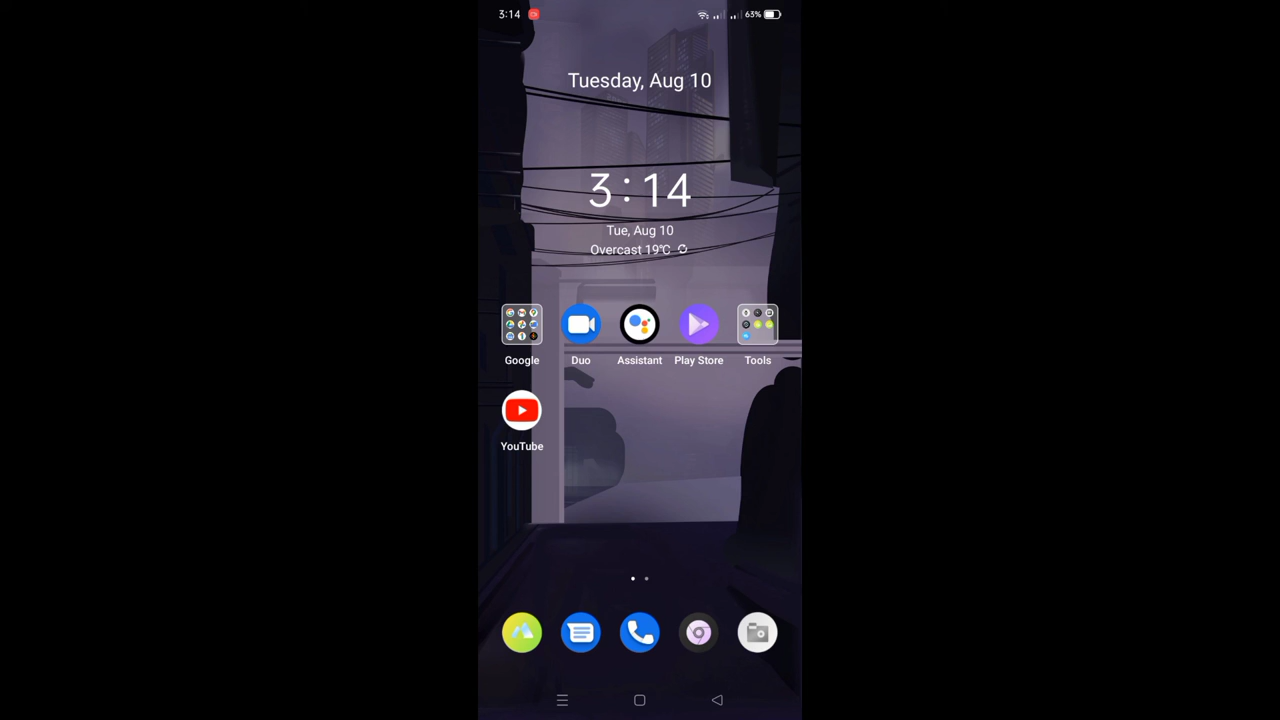 3:14
63%
Tuesday, Aug 10
3:14
Tue, Aug 10
Overcast 19℃
Google
Duo
Assistant
Play Store
Tools
YouTube